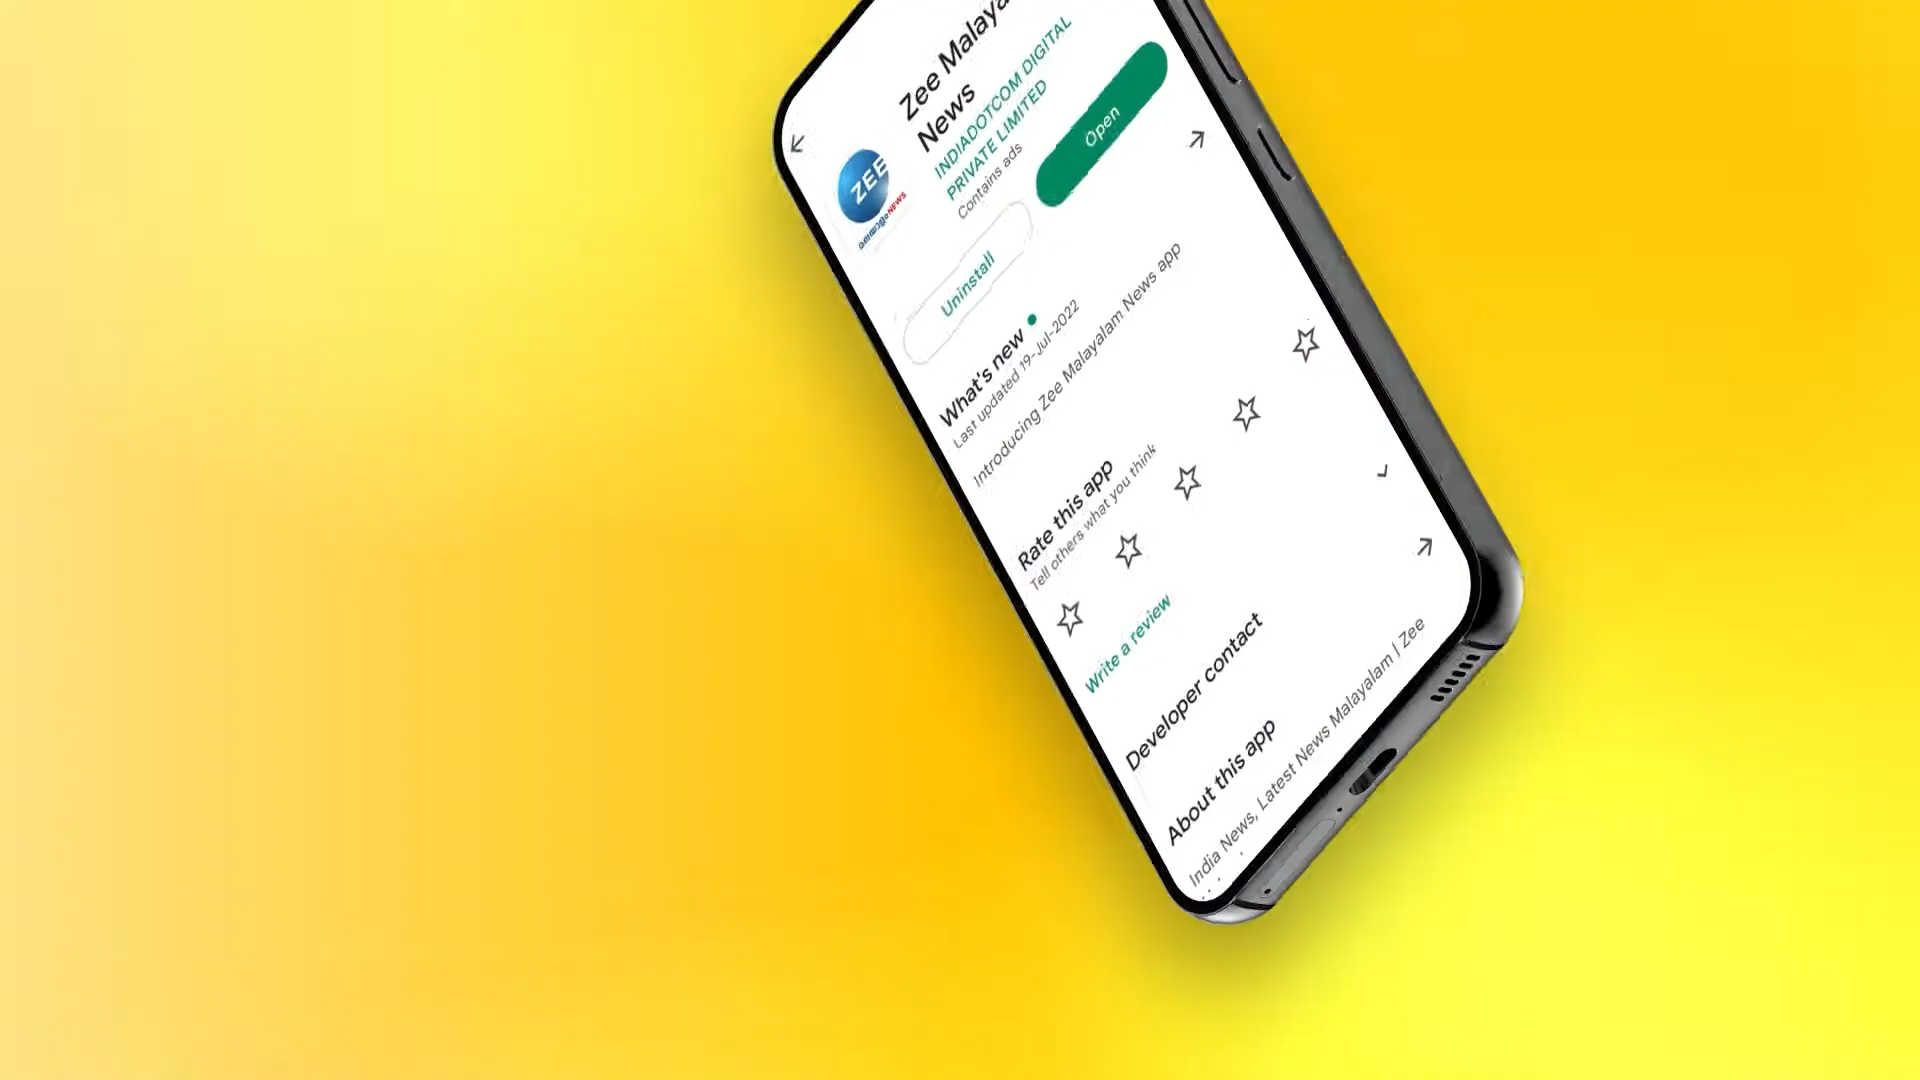 Zee Malaya
News
INDIADOTCOM DIGITAL
PRIVATE LIMITED
Contains ads
ZEE
മലയാളം NEWS
Uninstall
Open
What's new
Last updated 19-Jul-2022
Introducing Zee Malayalam News app
Rate this app
Tell others what you think
Write a review
Developer contact
About this app
India News, Latest News Malayalam | Zee